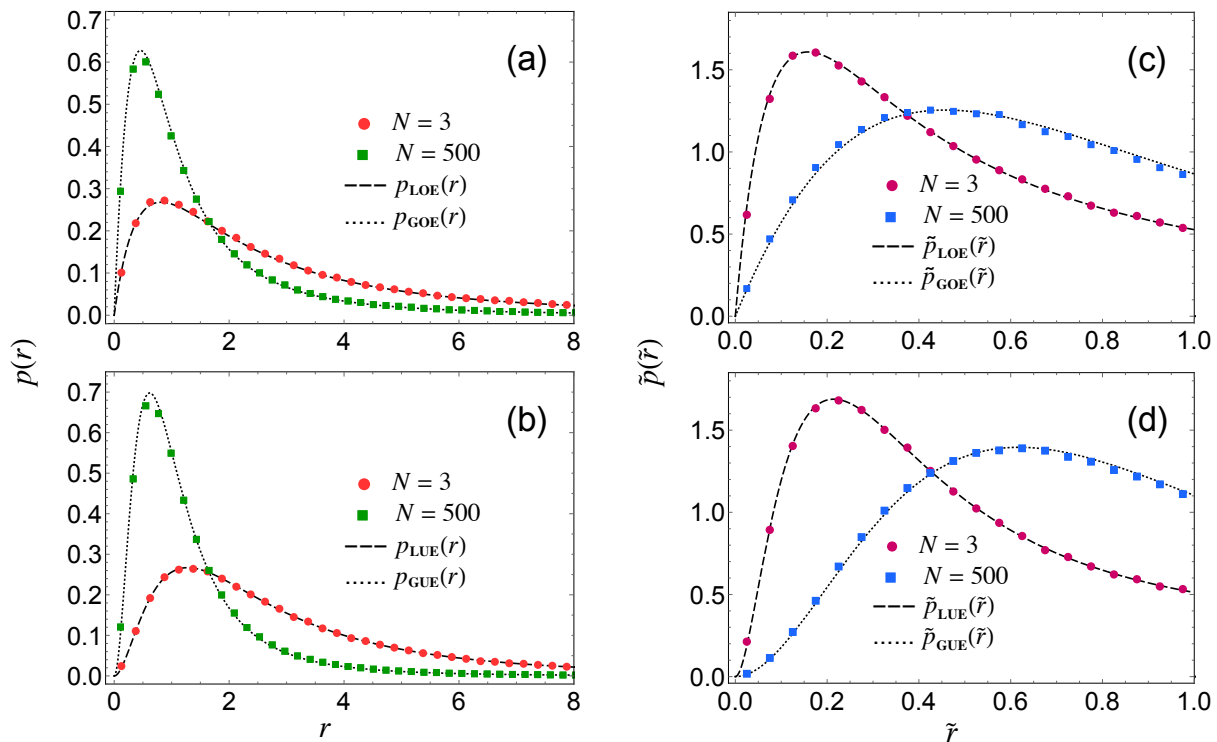 (a)
0.7
0.6
0.5
0.4
0.3
0.2
0.1
0.0
N = 3
N = 500
p_LOE(r)
p_GOE(r)
0 2 4 6 8
(b)
0.7
0.6
0.5
0.4
0.3
0.2
0.1
0.0
N = 3
N = 500
p_LUE(r)
p_GUE(r)
0 2 4 6 8
p(r)
r
(c)
1.5
1.0
0.5
0.0
N = 3
N = 500
p̃_LOE(r̃)
p̃_GOE(r̃)
0.0 0.2 0.4 0.6 0.8 1.0
(d)
1.5
1.0
0.5
0.0
N = 3
N = 500
p̃_LUE(r̃)
p̃_GUE(r̃)
0.0 0.2 0.4 0.6 0.8 1.0
p̃(r̃)
r̃